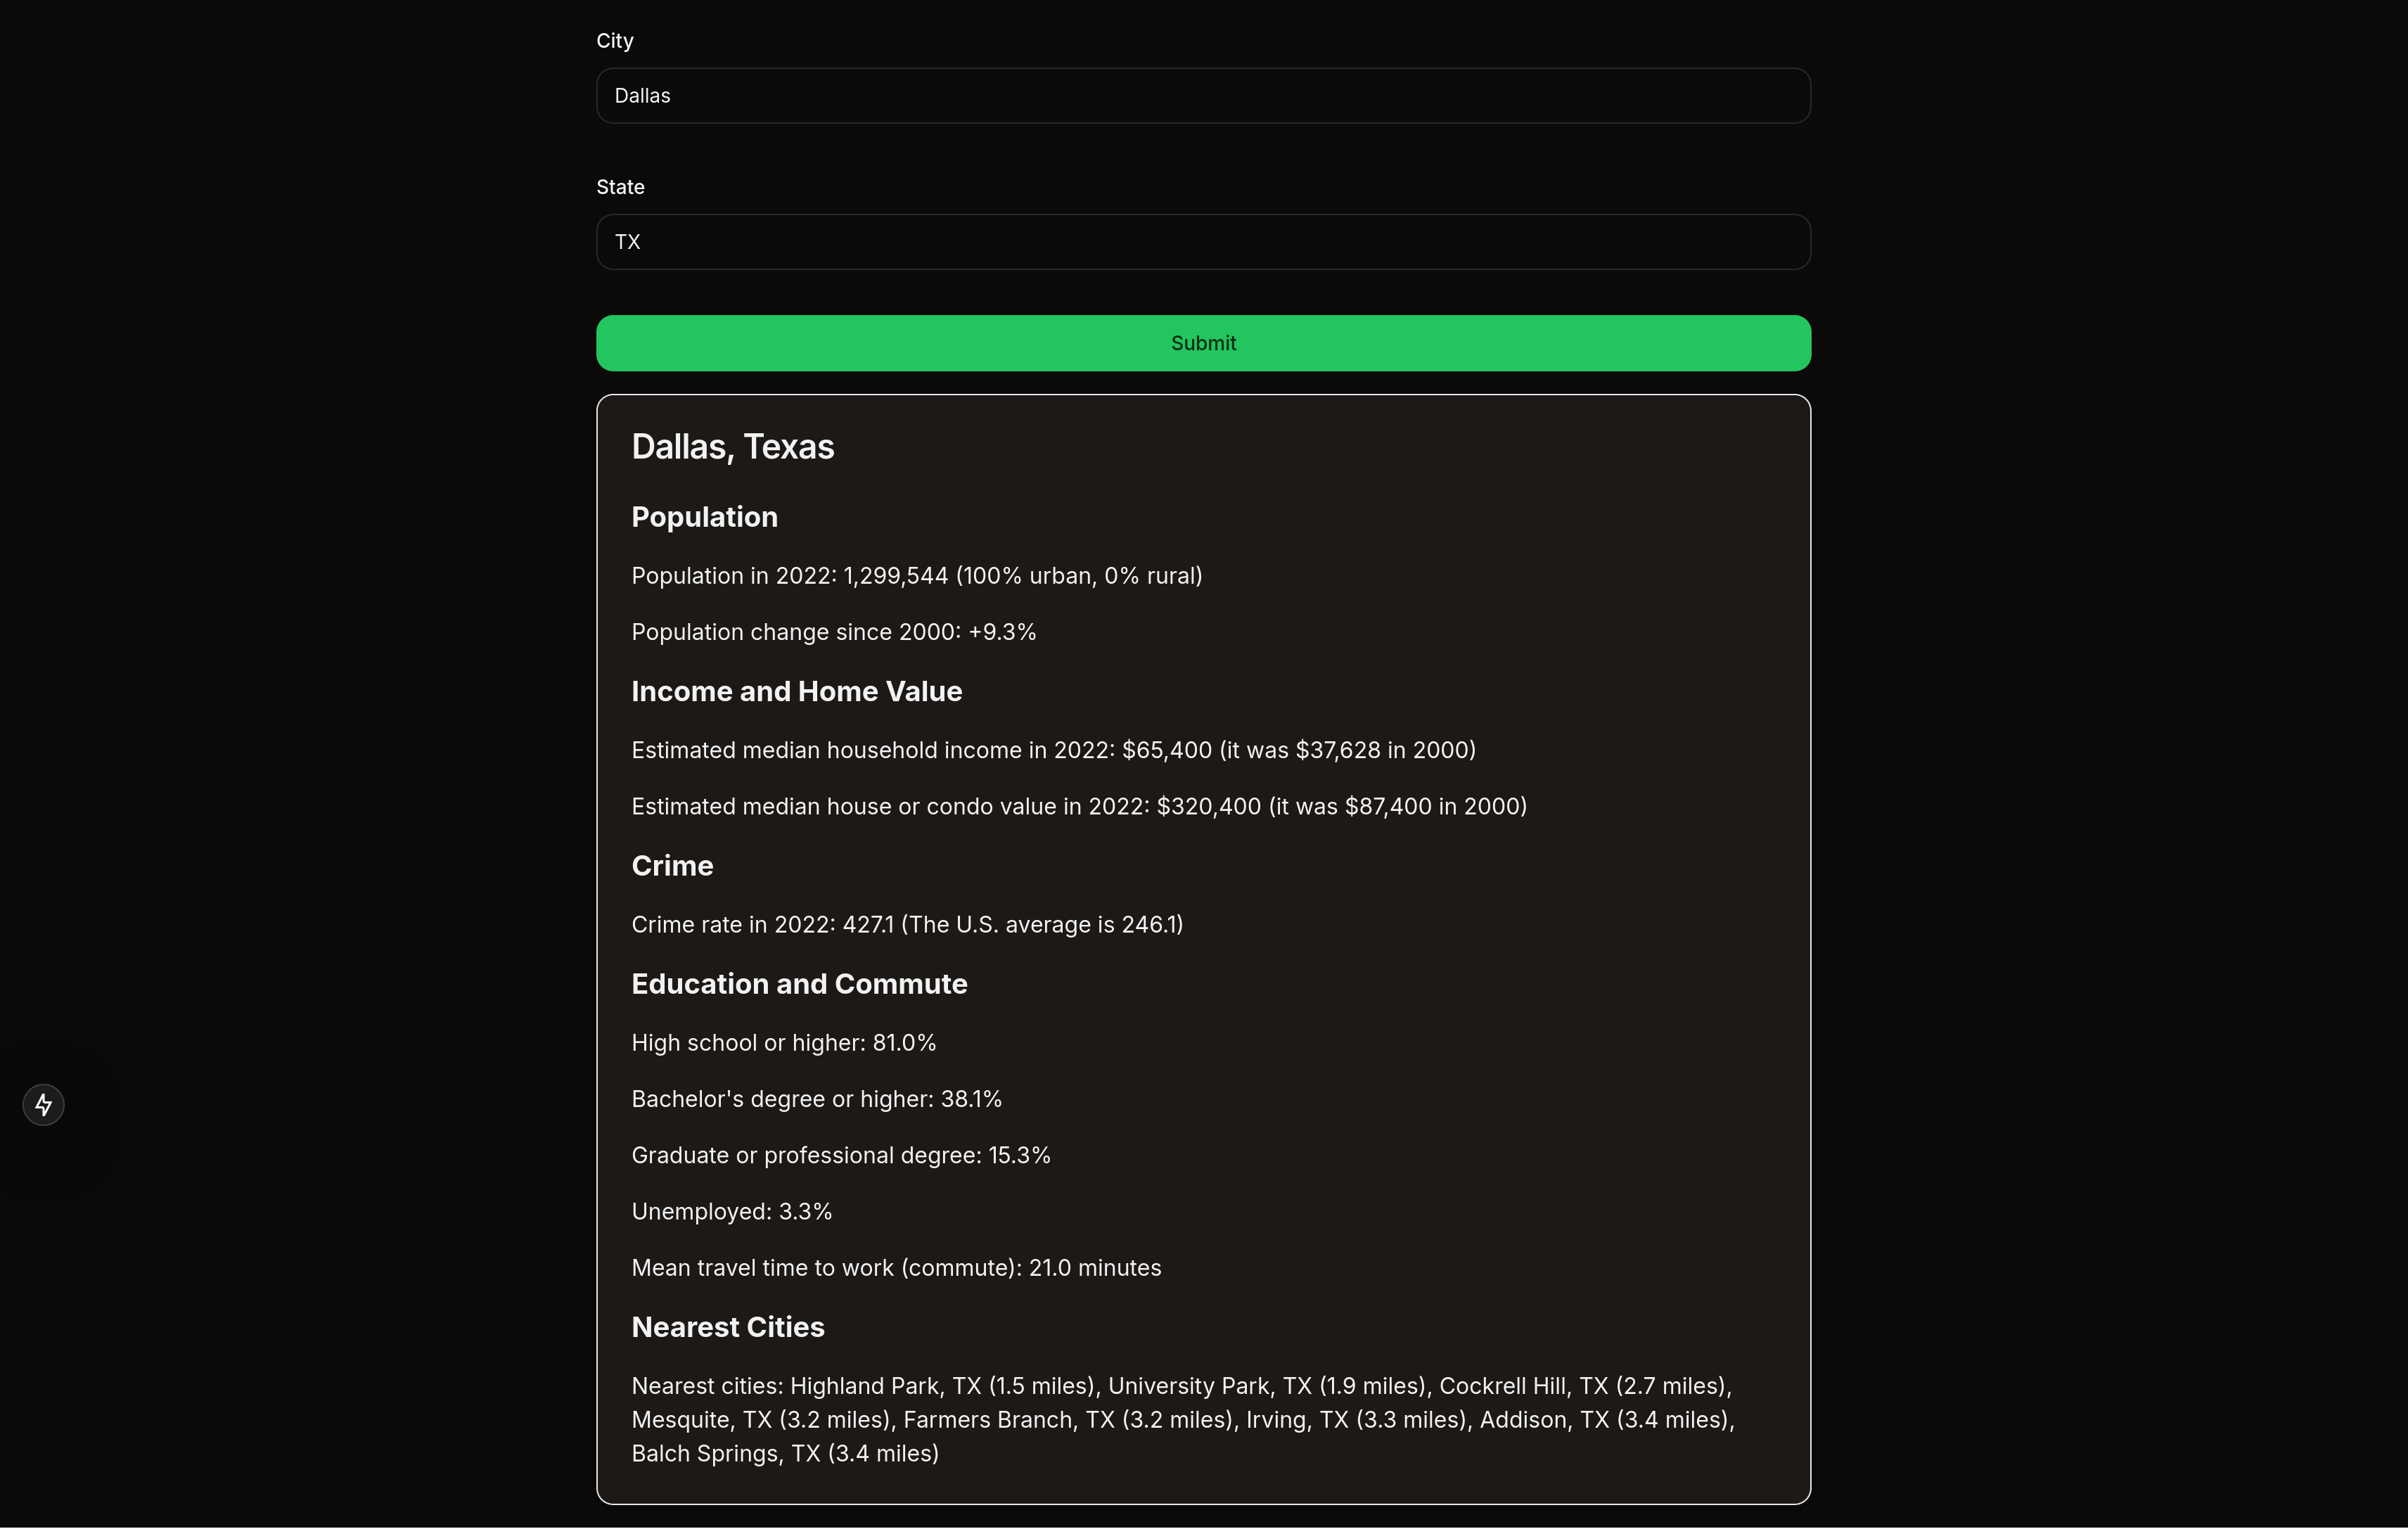 City
Dallas
State
TX
Submit
Dallas, Texas
Population
Population in 2022: 1,299,544 (100% urban, 0% rural)
Population change since 2000: +9.3%
Income and Home Value
Estimated median household income in 2022: $65,400 (it was $37,628 in 2000)
Estimated median house or condo value in 2022: $320,400 (it was $87,400 in 2000)
Crime
Crime rate in 2022: 427.1 (The U.S. average is 246.1)
Education and Commute
High school or higher: 81.0%
Bachelor's degree or higher: 38.1%
Graduate or professional degree: 15.3%
Unemployed: 3.3%
Mean travel time to work (commute): 21.0 minutes
Nearest Cities
Nearest cities: Highland Park, TX (1.5 miles), University Park, TX (1.9 miles), Cockrell Hill, TX (2.7 miles),
Mesquite, TX (3.2 miles), Farmers Branch, TX (3.2 miles), Irving, TX (3.3 miles), Addison, TX (3.4 miles),
Balch Springs, TX (3.4 miles)